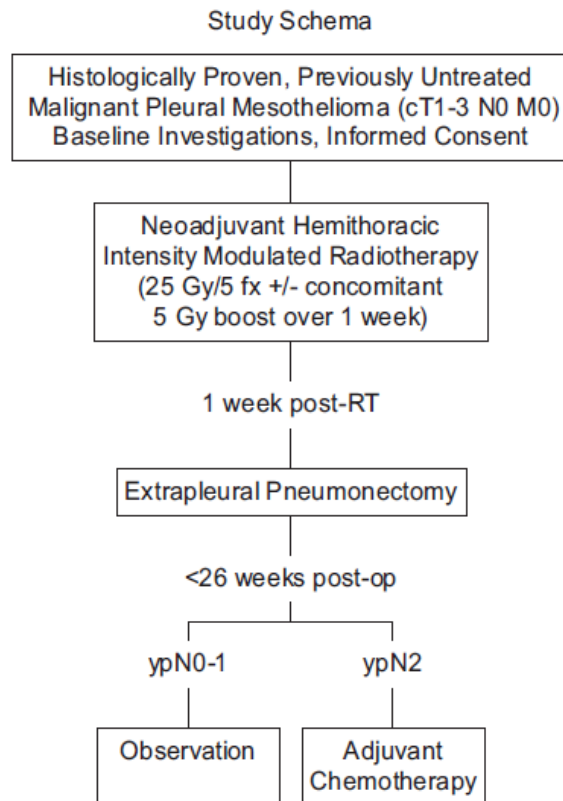 Study Schema
Histologically Proven, Previously Untreated
Malignant Pleural Mesothelioma (cT1-3 N0 M0)
Baseline Investigations, Informed Consent
Neoadjuvant Hemithoracic
Intensity Modulated Radiotherapy
(25 Gy/5 fx +/- concomitant
5 Gy boost over 1 week)
1 week post-RT
Extrapleural Pneumonectomy
<26 weeks post-op
ypN0-1
ypN2
Observation
Adjuvant
Chemotherapy